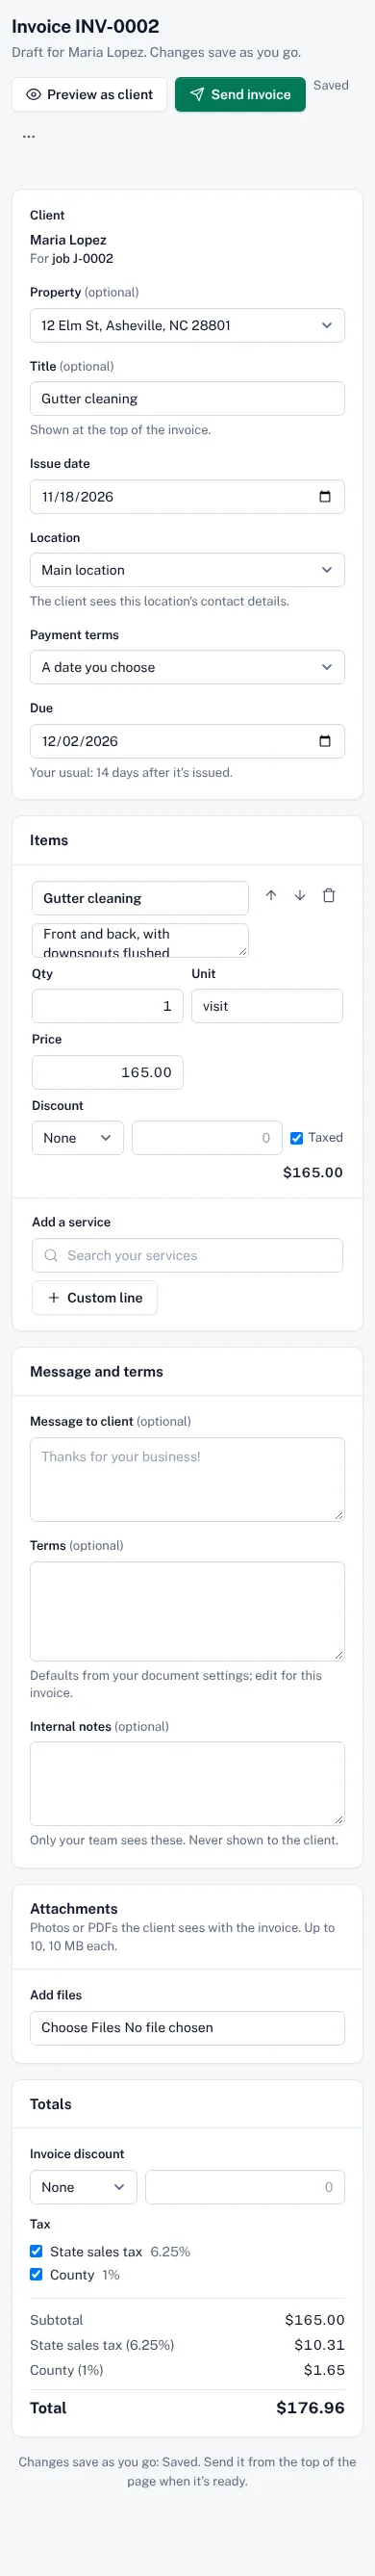 Invoice INV-0002
Draft for Maria Lopez. Changes save as you go.
Preview as client
Send invoice
Saved
...
Client
Maria Lopez
For job J-0002
Property (optional)
12 Elm St, Asheville, NC 28801
Title (optional)
Gutter cleaning
Shown at the top of the invoice.
Issue date
11/18/2026
Location
Main location
The client sees this location's contact details.
Payment terms
A date you choose
Due
12/02/2026
Your usual: 14 days after it's issued.
Items
Gutter cleaning
Front and back, with
downspouts flushed
Qty
Unit
1
visit
Price
165.00
Discount
None
0
Taxed
$165.00
Add a service
Search your services
Custom line
Message and terms
Message to client (optional)
Thanks for your business!
Terms (optional)
Defaults from your document settings; edit for this
invoice.
Internal notes (optional)
Only your team sees these. Never shown to the client.
Attachments
Photos or PDFs the client sees with the invoice. Up to
10, 10 MB each.
Add files
Choose Files No file chosen
Totals
Invoice discount
None
0
Tax
State sales tax 6.25%
County 1%
Subtotal $165.00
State sales tax (6.25%) $10.31
County (1%) $1.65
Total $176.96
Changes save as you go: Saved. Send it from the top of the
page when it's ready.